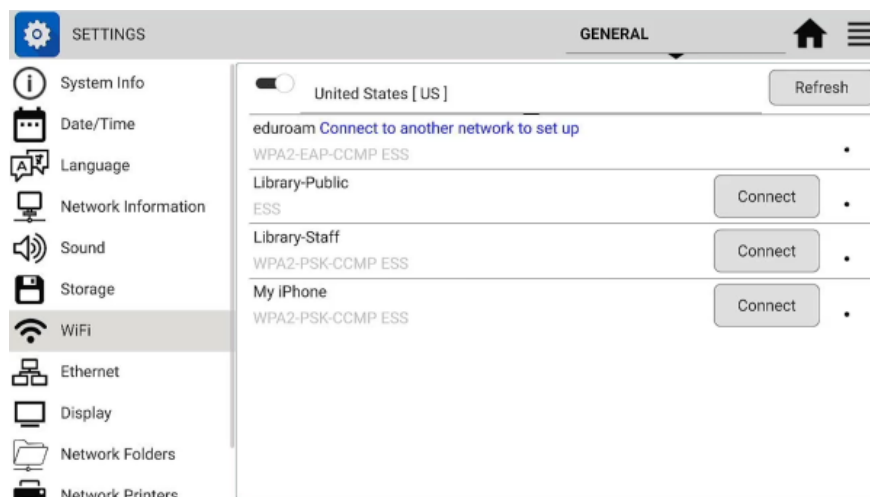 SETTINGS
GENERAL
System Info
Date/Time
Language
Network Information
Sound
Storage
WiFi
Ethernet
Display
Network Folders
Network Printers
United States [ US ]
Refresh
eduroam Connect to another network to set up
WPA2-EAP-CCMP ESS
Library-Public
ESS
Connect
Library-Staff
WPA2-PSK-CCMP ESS
Connect
My iPhone
WPA2-PSK-CCMP ESS
Connect